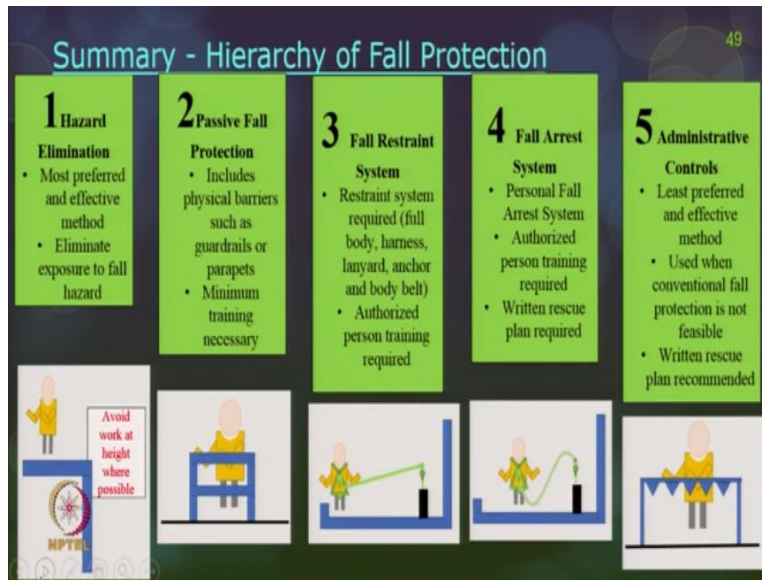 49
Summary - Hierarchy of Fall Protection
1 Hazard
Elimination
• Most preferred
and effective
method
• Eliminate
exposure to fall
hazard
2 Passive Fall
Protection
• Includes
physical barriers
such as
guardrails or
parapets
• Minimum
training
necessary
3 Fall Restraint
System
• Restraint system
required (full
body, harness,
lanyard, anchor
and body belt)
• Authorized
person training
required
4 Fall Arrest
System
• Personal Fall
Arrest System
• Authorized
person training
required
• Written rescue
plan required
5 Administrative
Controls
• Least preferred
and effective
method
• Used when
conventional fall
protection is not
feasible
• Written rescue
plan recommended
Avoid
work at
height
where
possible
NPTEL